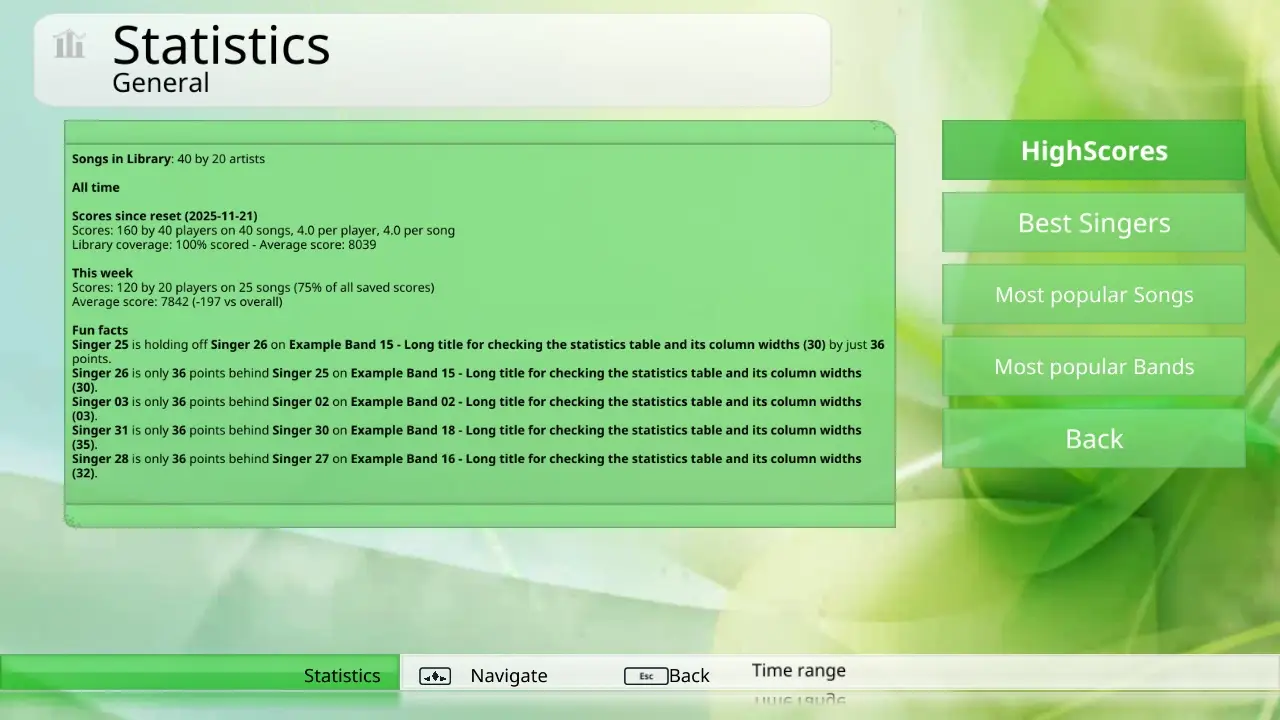 Statistics
General
Songs in Library: 40 by 20 artists
All time
Scores since reset (2025-11-21)
Scores: 160 by 40 players on 40 songs, 4.0 per player, 4.0 per song
Library coverage: 100% scored - Average score: 8039
This week
Scores: 120 by 20 players on 25 songs (75% of all saved scores)
Average score: 7842 (-197 vs overall)
Fun facts
Singer 25 is holding off Singer 26 on Example Band 15 - Long title for checking the statistics table and its column widths (30) by just 36
points.
Singer 26 is only 36 points behind Singer 25 on Example Band 15 - Long title for checking the statistics table and its column widths
(30).
Singer 03 is only 36 points behind Singer 02 on Example Band 02 - Long title for checking the statistics table and its column widths
(03).
Singer 31 is only 36 points behind Singer 30 on Example Band 18 - Long title for checking the statistics table and its column widths
(35).
Singer 28 is only 36 points behind Singer 27 on Example Band 16 - Long title for checking the statistics table and its column widths
(32).
HighScores
Best Singers
Most popular Songs
Most popular Bands
Back
Statistics
Navigate
Esc Back
Time range